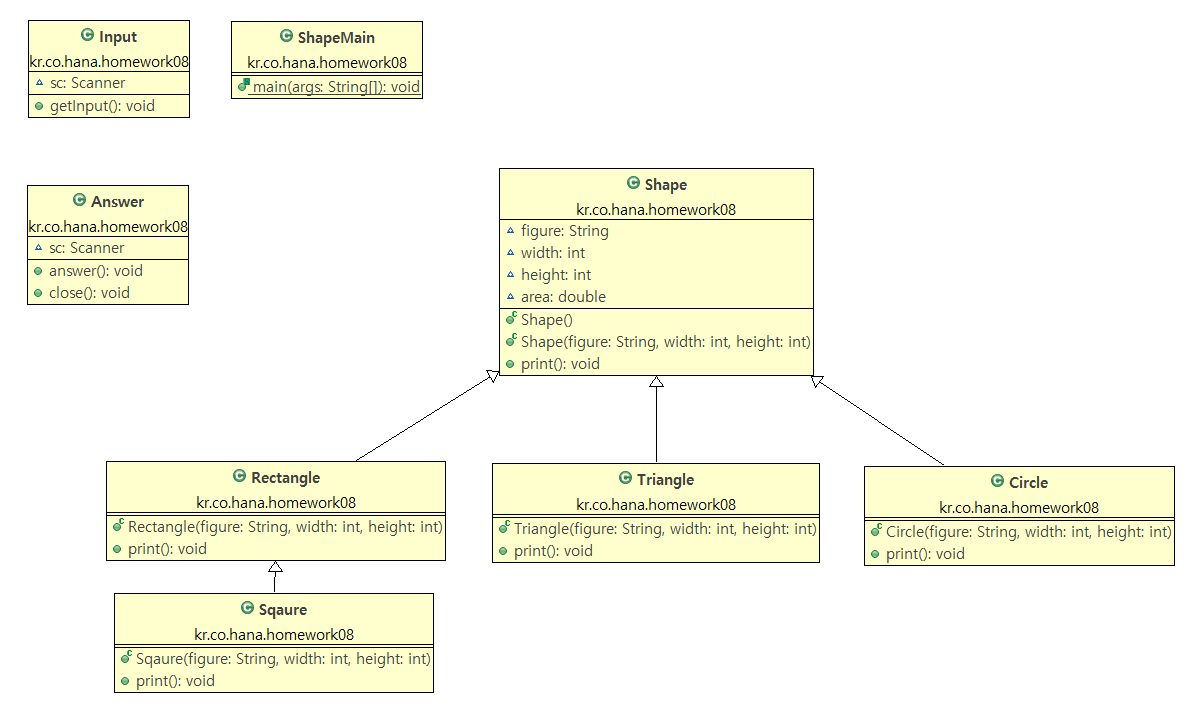 Input
kr.co.hana.homework08
sc: Scanner
getInput(): void
ShapeMain
kr.co.hana.homework08
main(args: String[]): void
Answer
kr.co.hana.homework08
sc: Scanner
answer(): void
close(): void
Shape
kr.co.hana.homework08
figure: String
width: int
height: int
area: double
Shape()
Shape(figure: String, width: int, height: int)
print(): void
Rectangle
kr.co.hana.homework08
Rectangle(figure: String, width: int, height: int)
print(): void
Triangle
kr.co.hana.homework08
Triangle(figure: String, width: int, height: int)
print(): void
Circle
kr.co.hana.homework08
Circle(figure: String, width: int, height: int)
print(): void
Sqaure
kr.co.hana.homework08
Sqaure(figure: String, width: int, height: int)
print(): void